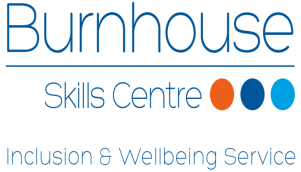 Burnhouse
Skills Centre
Inclusion & Wellbeing Service